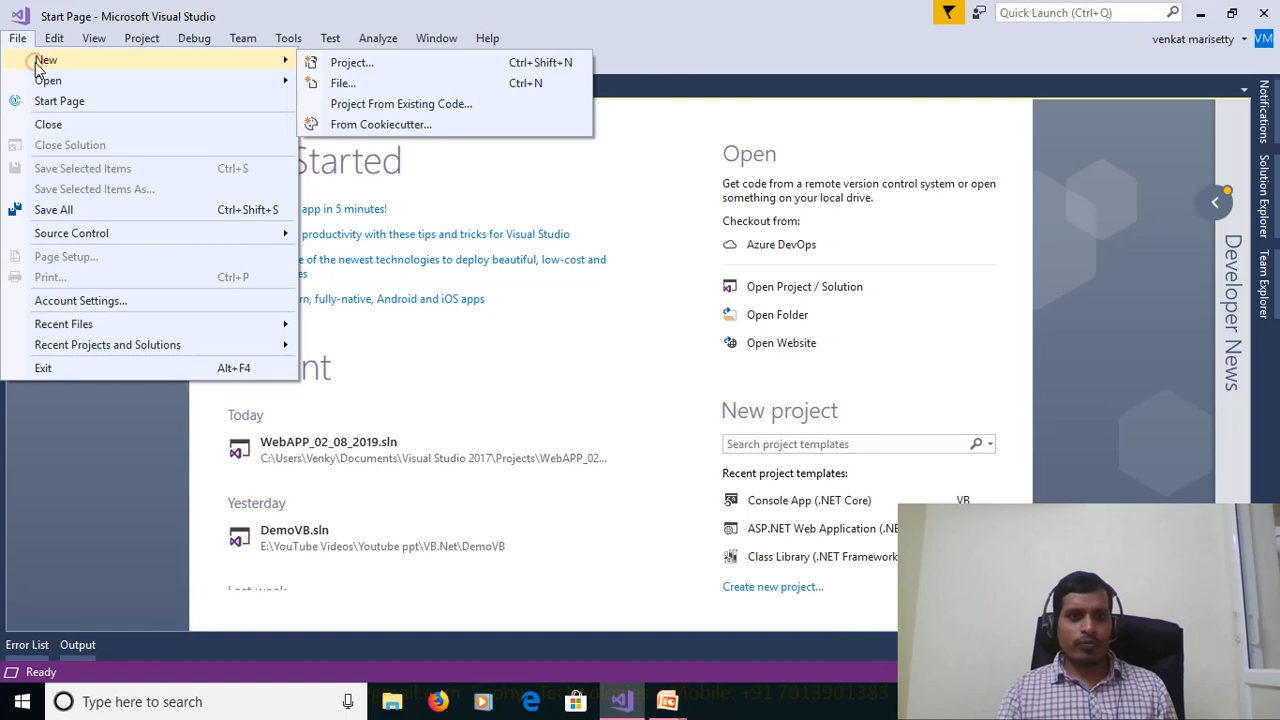 Start Page - Microsoft Visual Studio
Quick Launch (Ctrl+Q)
File Edit View Project Debug Team Tools Test Analyze Window Help
venkat marisetty VM
New
Open
Start Page
Close
Close Solution
Save Selected Items Ctrl+S
Save Selected Items As...
Save All Ctrl+Shift+S
Source Control
Page Setup...
Print... Ctrl+P
Account Settings...
Recent Files
Recent Projects and Solutions
Exit Alt+F4
Project... Ctrl+Shift+N
File... Ctrl+N
Project From Existing Code...
From Cookiecutter...
Started
app in 5 minutes!
productivity with these tips and tricks for Visual Studio
e of the newest technologies to deploy beautiful, low-cost and
es
rn, fully-native, Android and iOS apps
nt
Today
WebAPP_02_08_2019.sln
C:\Users\Venky\Documents\Visual Studio 2017\Projects\WebAPP_02...
Yesterday
DemoVB.sln
E:\YouTube Videos\Youtube ppt\VB.Net\DemoVB
Last week
Open
Get code from a remote version control system or open
something on your local drive.
Checkout from:
Azure DevOps
Open Project / Solution
Open Folder
Open Website
New project
Search project templates
Recent project templates:
Console App (.NET Core) VB
ASP.NET Web Application (.NE
Class Library (.NET Framework
Create new project...
Developer News
Notifications
Solution Explorer
Team Explorer
Error List Output
Ready
Type here to search
Mobile: +91 7013901383